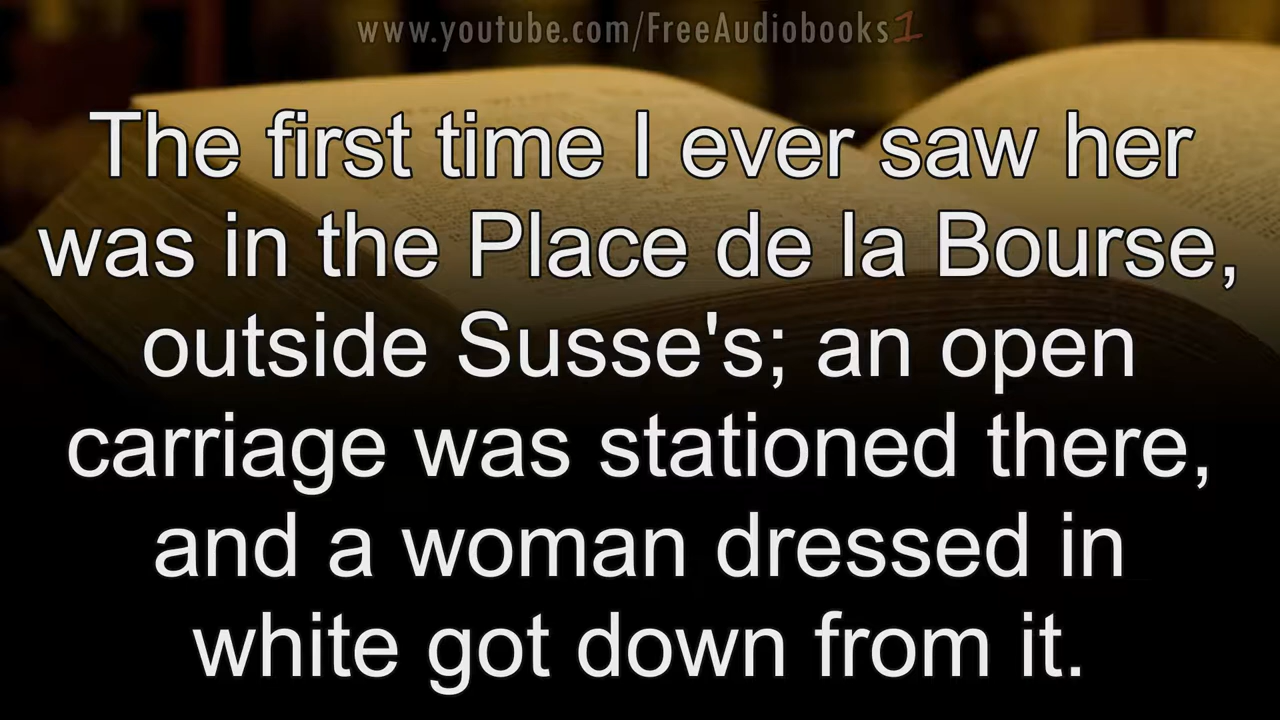 www.youtube.com/FreeAudiobooks1
The first time I ever saw her
was in the Place de la Bourse,
outside Susse's; an open
carriage was stationed there,
and a woman dressed in
white got down from it.